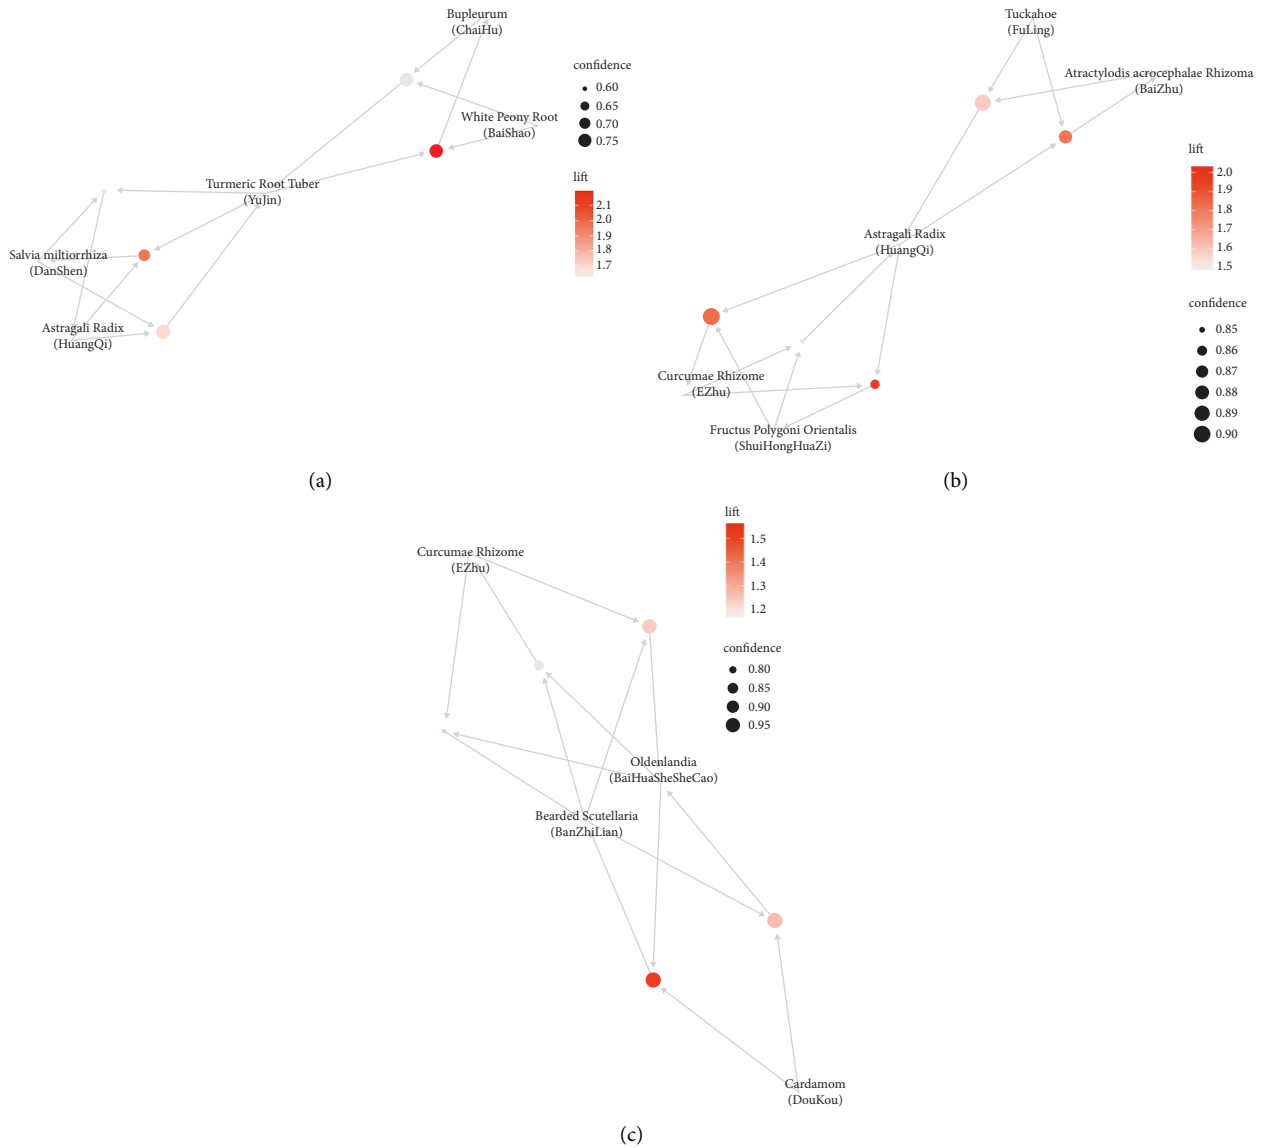 Bupleurum
(ChaiHu)
White Peony Root
(BaiShao)
Turmeric Root Tuber
(YuJin)
Salvia miltiorrhiza
(DanShen)
Astragali Radix
(HuangQi)
confidence
0.60
0.65
0.70
0.75
lift
2.1
2.0
1.9
1.8
1.7
(a)
Tuckahoe
(FuLing)
Atractylodis acrocephalae Rhizoma
(BaiZhu)
Astragali Radix
(HuangQi)
Curcumae Rhizome
(EZhu)
Fructus Polygoni Orientalis
(ShuiHongHuaZi)
lift
2.0
1.9
1.8
1.7
1.6
1.5
confidence
0.85
0.86
0.87
0.88
0.89
0.90
(b)
Curcumae Rhizome
(EZhu)
Oldenlandia
(BaiHuaSheSheCao)
Bearded Scutellaria
(BanZhiLian)
Cardamom
(DouKou)
lift
1.5
1.4
1.3
1.2
confidence
0.80
0.85
0.90
0.95
(c)